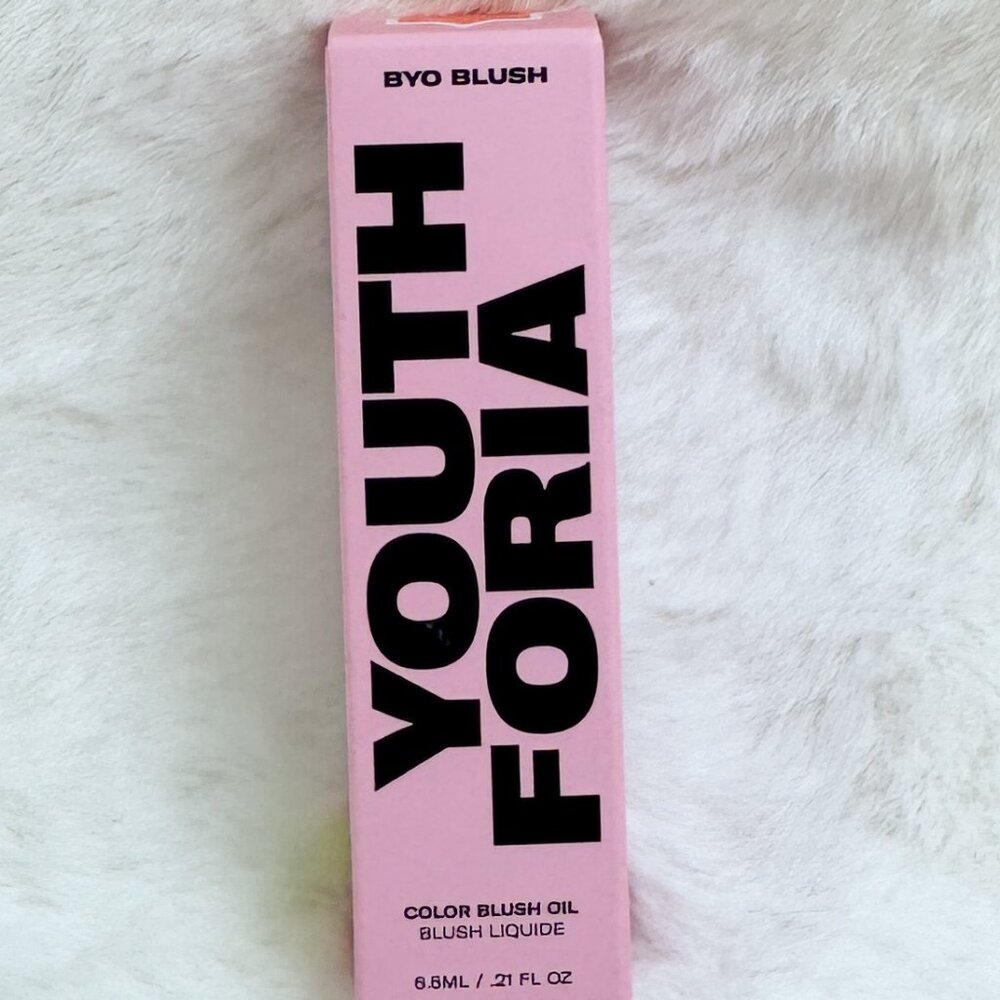 BYO BLUSH
YOUTH
FORIA
COLOR BLUSH OIL
BLUSH LIQUIDE
6.5ML / .21 FL OZ